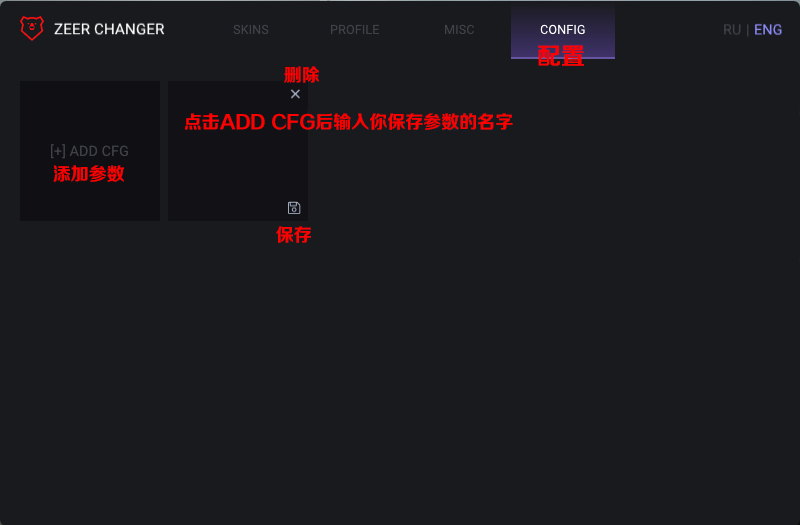 ZEER CHANGER SKINS PROFILE MISC CONFIG RU | ENG
配置
删除
点击ADD CFG后输入你保存参数的名字
[+] ADD CFG
添加参数
保存